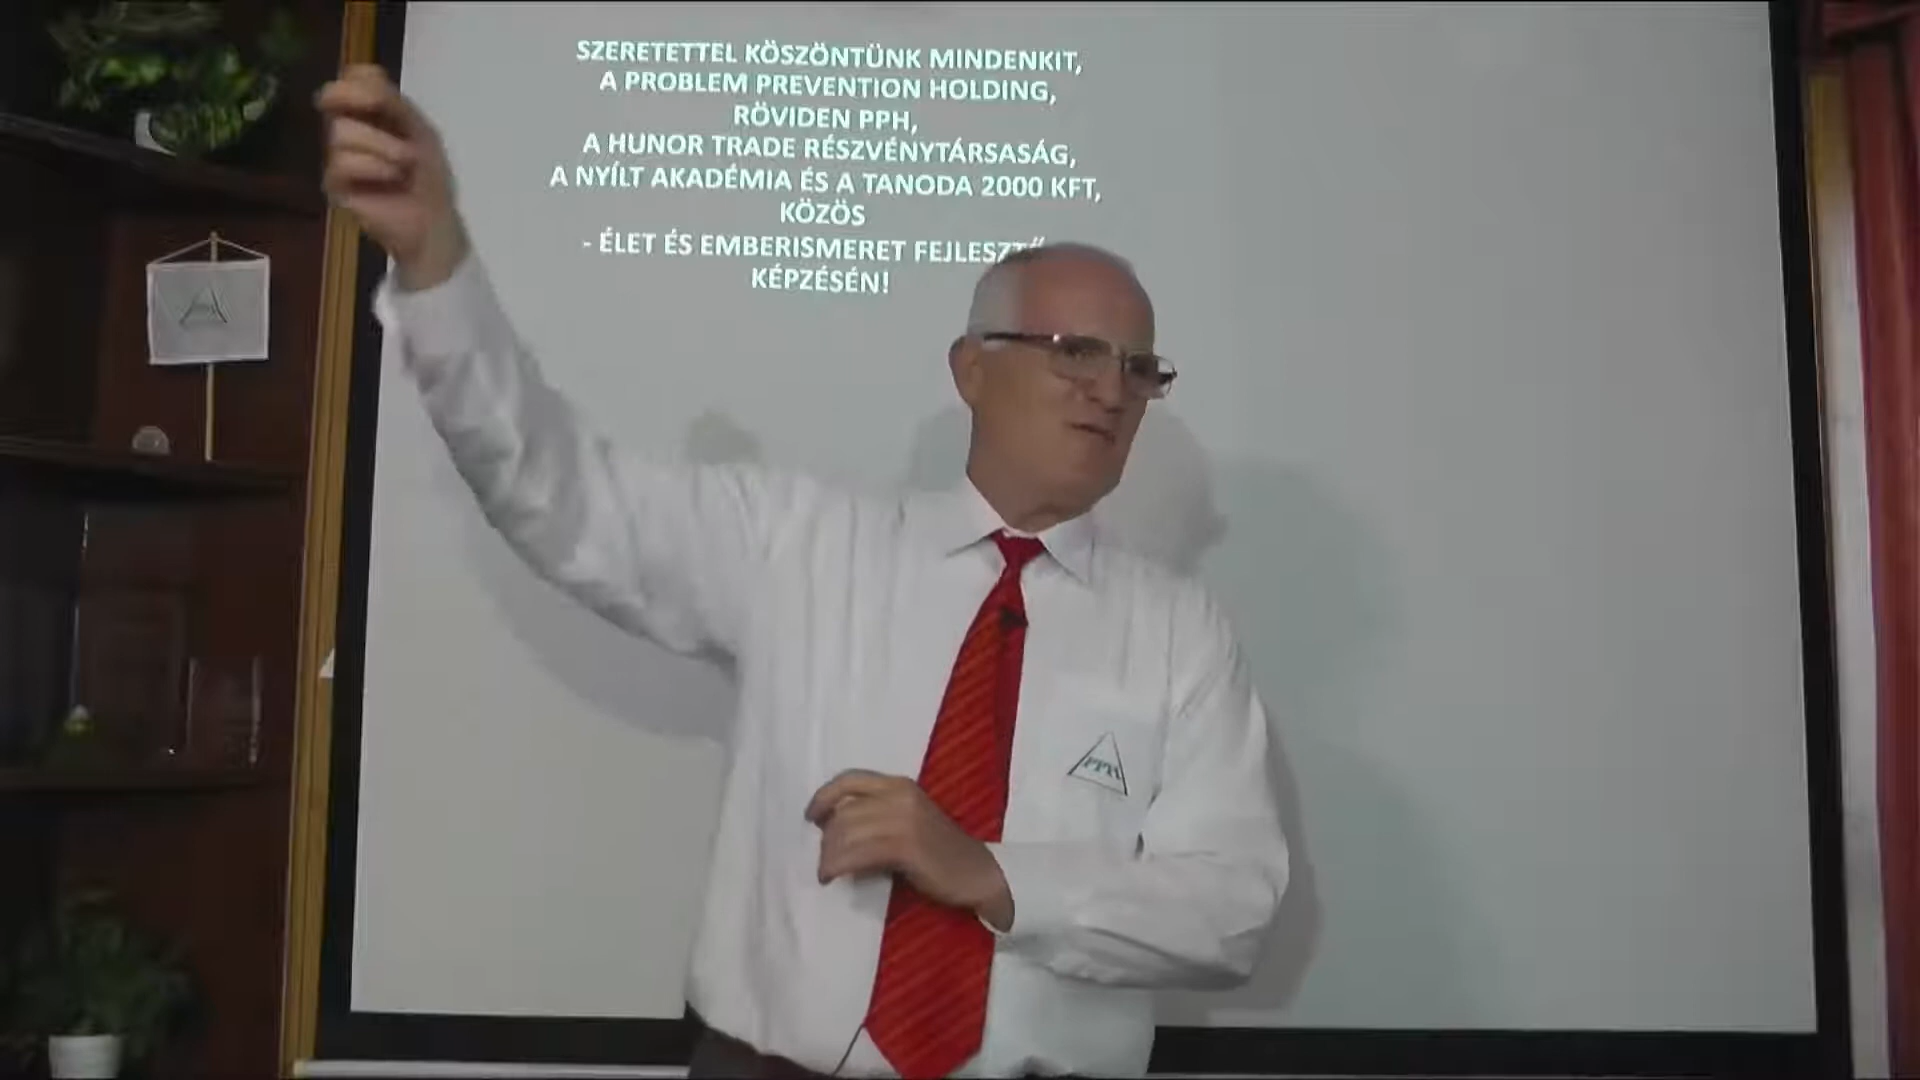 SZERETETTEL KÖSZÖNTÜNK MINDENKIT,
A PROBLEM PREVENTION HOLDING,
RÖVIDEN PPH,
A HUNOR TRADE RÉSZVÉNYTÁRSASÁG,
A NYÍLT AKADÉMIA ÉS A TANODA 2000 KFT,
KÖZÖS
- ÉLET ÉS EMBERISMERET FEJLESZTŐ
KÉPZÉSÉN!
PPH